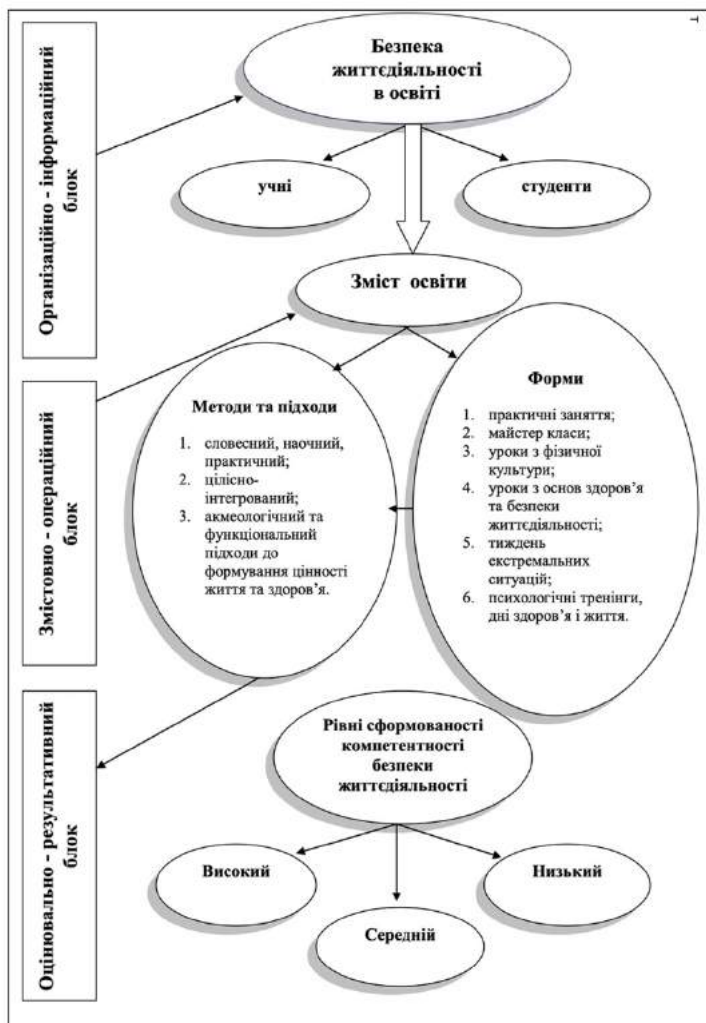 т
Організаційно - інформаційний
блок
Безпека
життєдіяльності
в освіті
учні
студенти
Зміст освіти
Змістовно - операційний
блок
Методи та підходи
1. словесний, наочний,
практичний;
2. цілісно-
інтегрований;
3. акмеологічний та
функціональний
підходи до
формування цінності
життя та здоров’я.
Форми
1. практичні заняття;
2. майстер класи;
3. уроки з фізичної
культури;
4. уроки з основ здоров’я
та безпеки
життєдіяльності;
5. тиждень
екстремальних
ситуацій;
6. психологічні тренінги,
дні здоров’я і життя.
Оцінювально - результативний
блок
Рівні сформованості
компетентності
безпеки
життєдіяльності
Високий
Середній
Низький